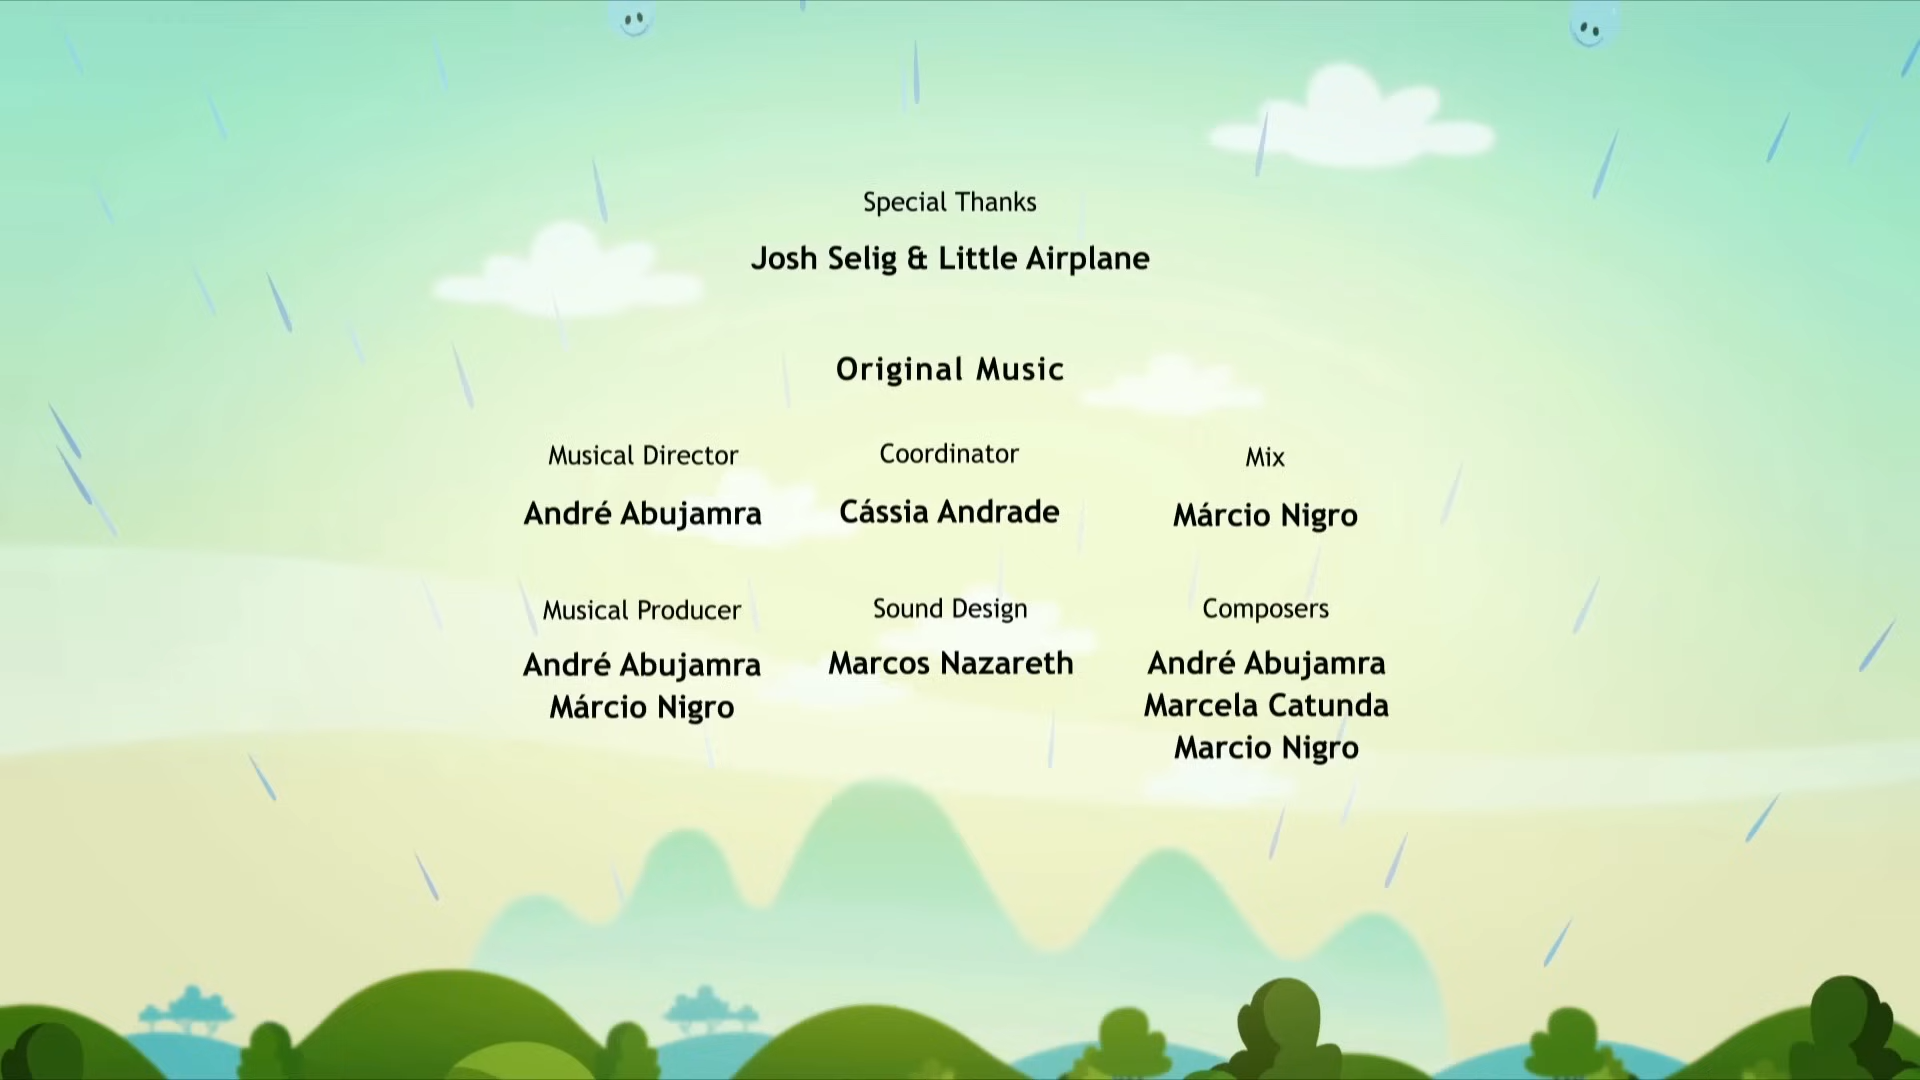 Special Thanks
Josh Selig & Little Airplane
Original Music
Musical Director
André Abujamra
Coordinator
Cássia Andrade
Mix
Márcio Nigro
Musical Producer
André Abujamra
Márcio Nigro
Sound Design
Marcos Nazareth
Composers
André Abujamra
Marcela Catunda
Marcio Nigro